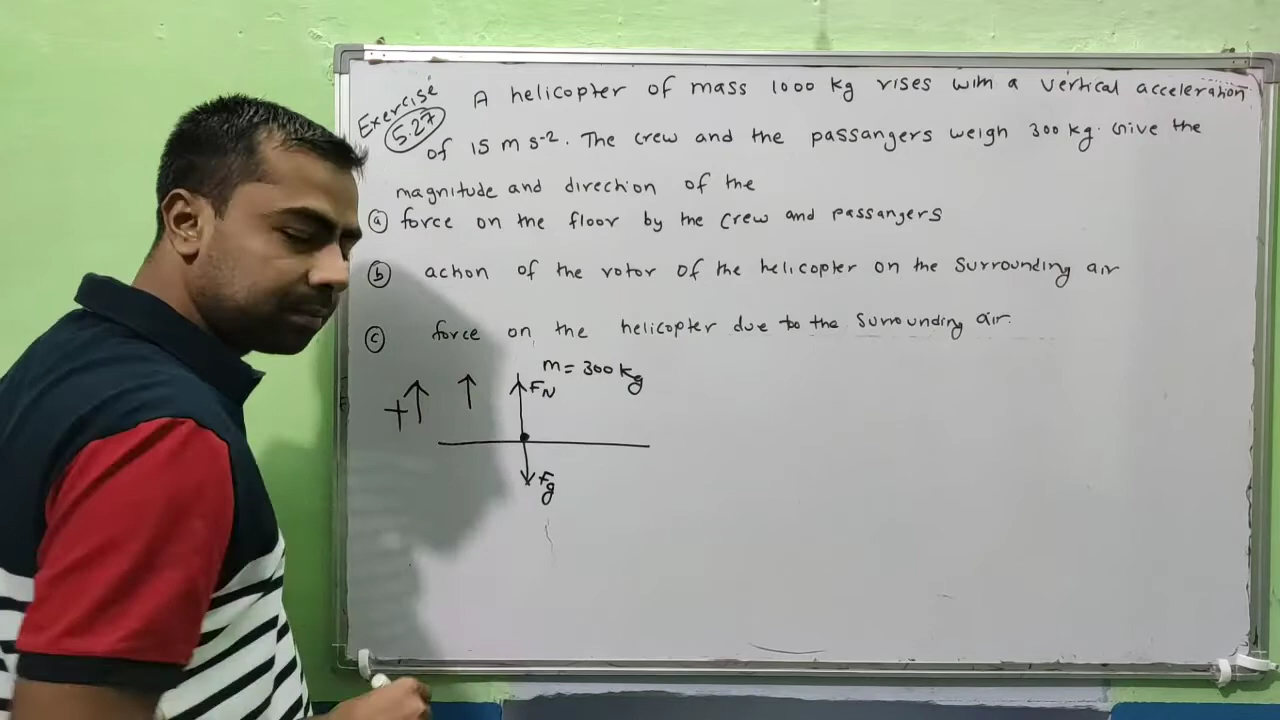 Exercise 5.27
A helicopter of mass 1000 kg rises with a vertical acceleration
of 15 m s⁻². The crew and the passangers weigh 300 kg. Give the
magnitude and direction of the
(a) force on the floor by the crew and passangers
(b) action of the rotor of the helicopter on the surrounding air
(c) force on the helicopter due to the surrounding air.
m = 300 kg
+↑ ↑ F_N
F_g